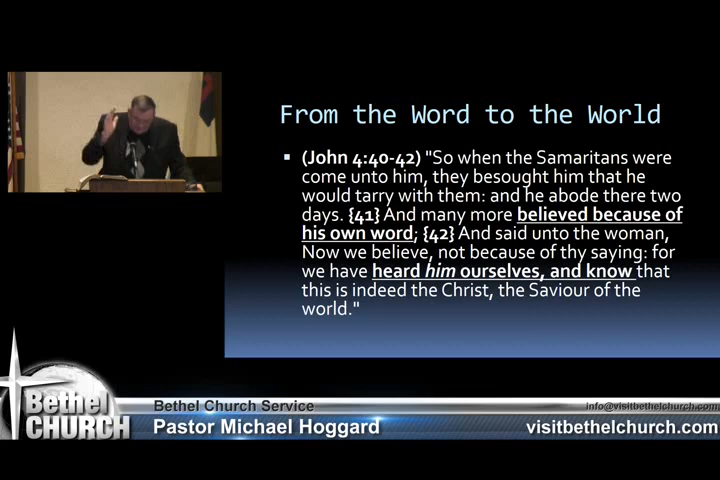 From the Word to the World
▪ (John 4:40-42) "So when the Samaritans were
come unto him, they besought him that he
would tarry with them: and he abode there two
days. {41} And many more believed because of
his own word; {42} And said unto the woman,
Now we believe, not because of thy saying: for
we have heard him ourselves, and know that
this is indeed the Christ, the Saviour of the
world."
Bethel
CHURCH
Bethel Church Service
info@visitbethelchurch.com
Pastor Michael Hoggard
visitbethelchurch.com